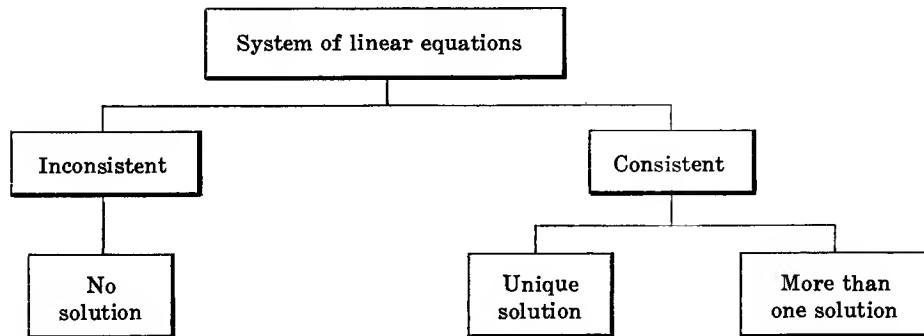 System of linear equations
Inconsistent
Consistent
No
solution
Unique
solution
More than
one solution